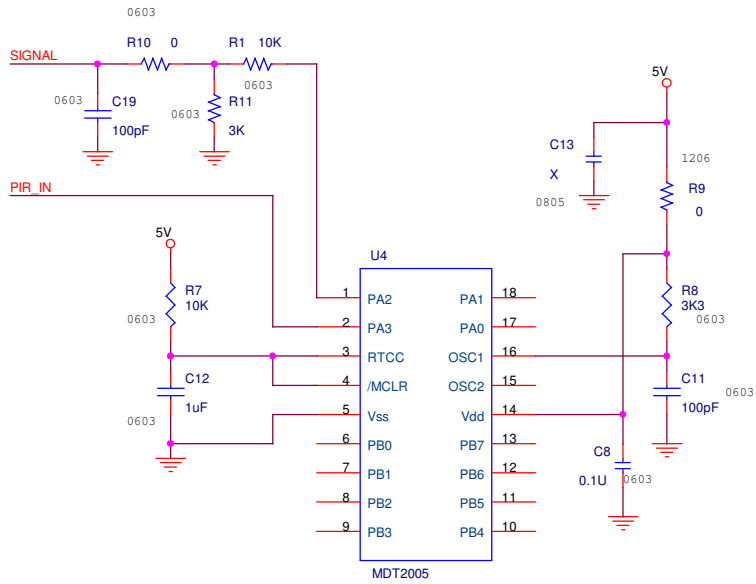 0603
R10 0 R1 10K
SIGNAL
0603
0603 C19
0603 R11
100pF
3K
5V
C13
X
1206
0805
R9
0
PIR_IN
5V
U4
R7
10K
0603
R8
3K3
0603
1 PA2 PA1 18
2 PA3 PA0 17
3 RTCC OSC1 16
4 /MCLR OSC2 15
5 Vss Vdd 14
6 PB0 PB7 13
7 PB1 PB6 12
8 PB2 PB5 11
9 PB3 PB4 10
C12
1uF
0603
C11
100pF
0603
C8
0.1U 0603
MDT2005